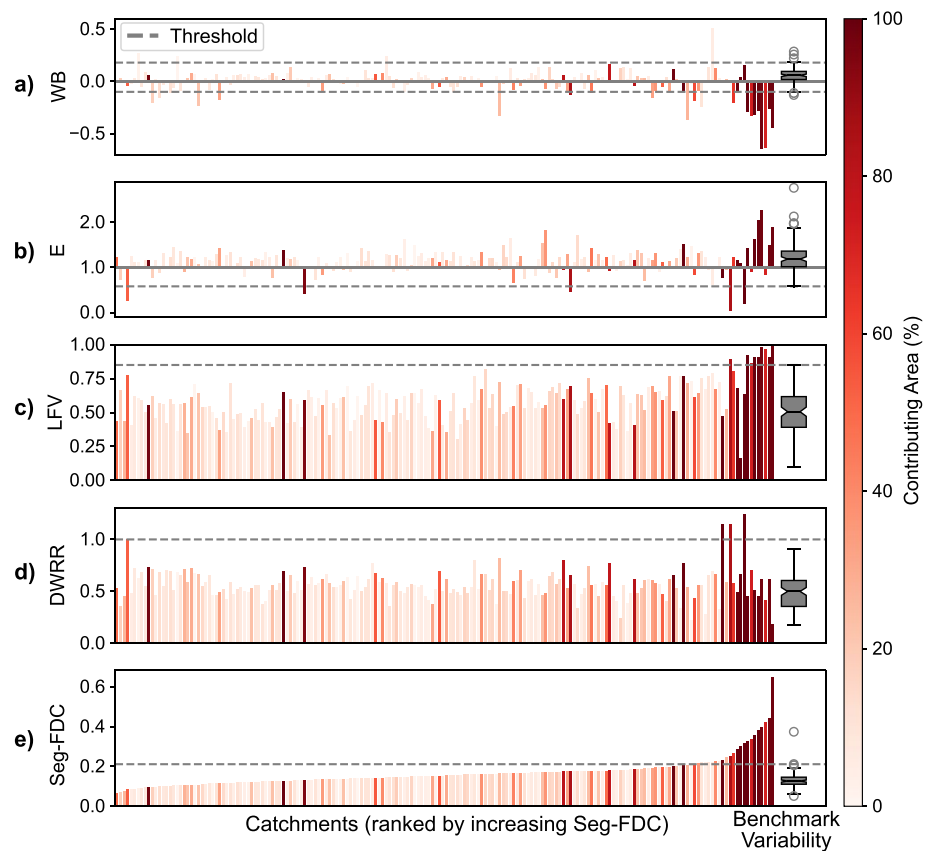 a)
WB
0.5
0.0
−0.5
Threshold
b)
E
2.0
1.0
0.0
c)
LFV
1.00
0.75
0.50
0.25
0.00
d)
DWRR
1.0
0.5
0.0
e)
Seg-FDC
0.6
0.4
0.2
0.0
Catchments (ranked by increasing Seg-FDC)
Benchmark
Variability
100
80
60
40
20
0
Contributing Area (%)